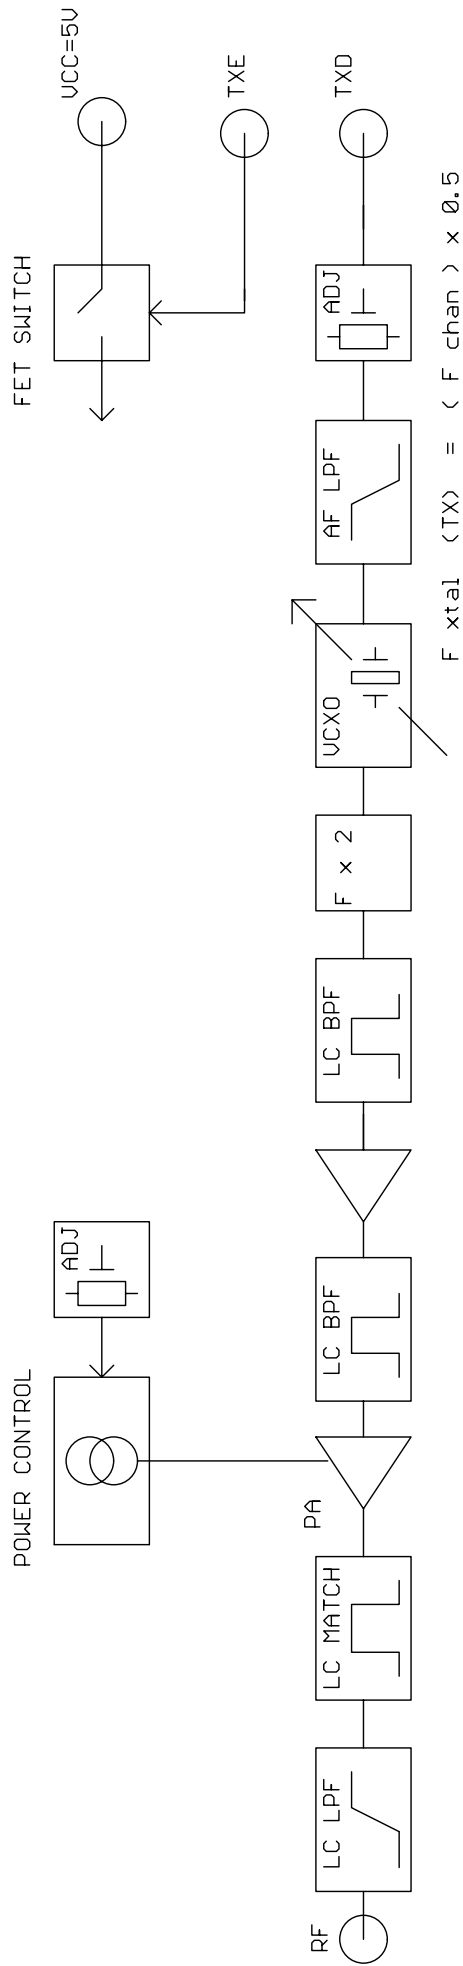 RF
LC LPF
LC MATCH
PA
POWER CONTROL
ADJ
LC BPF
LC BPF
F x 2
VCXO
AF LPF
ADJ
FET SWITCH
VCC=5V
TXE
TXD
F xtal (TX) = ( F chan ) x 0.5